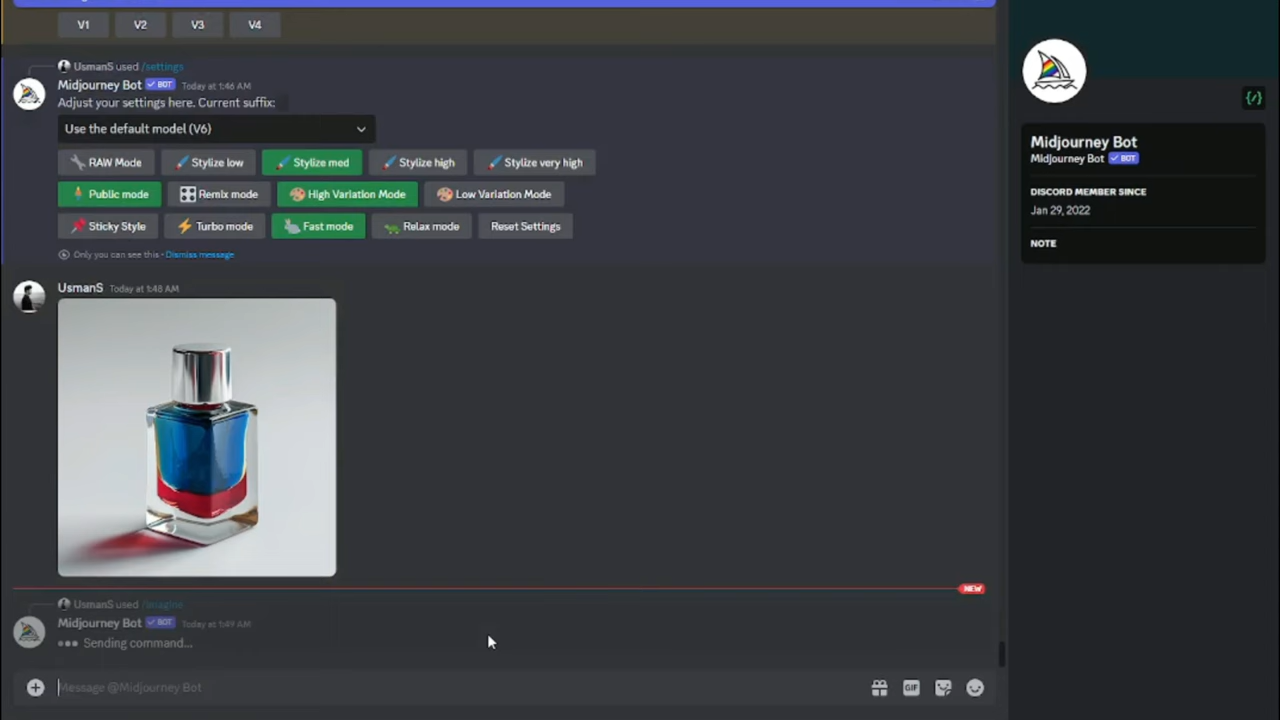 V1 V2 V3 V4
UsmanS used /settings
Midjourney Bot BOT Today at 1:46 AM
Adjust your settings here. Current suffix:
Use the default model (V6)
RAW Mode Stylize low Stylize med Stylize high Stylize very high
Public mode Remix mode High Variation Mode Low Variation Mode
Sticky Style Turbo mode Fast mode Relax mode Reset Settings
Only you can see this • Dismiss message
UsmanS Today at 1:48 AM
NEW
UsmanS used /imagine
Midjourney Bot BOT Today at 1:49 AM
Sending command...
Message @Midjourney Bot
GIF
{/}
Midjourney Bot
Midjourney Bot BOT
DISCORD MEMBER SINCE
Jan 29, 2022
NOTE